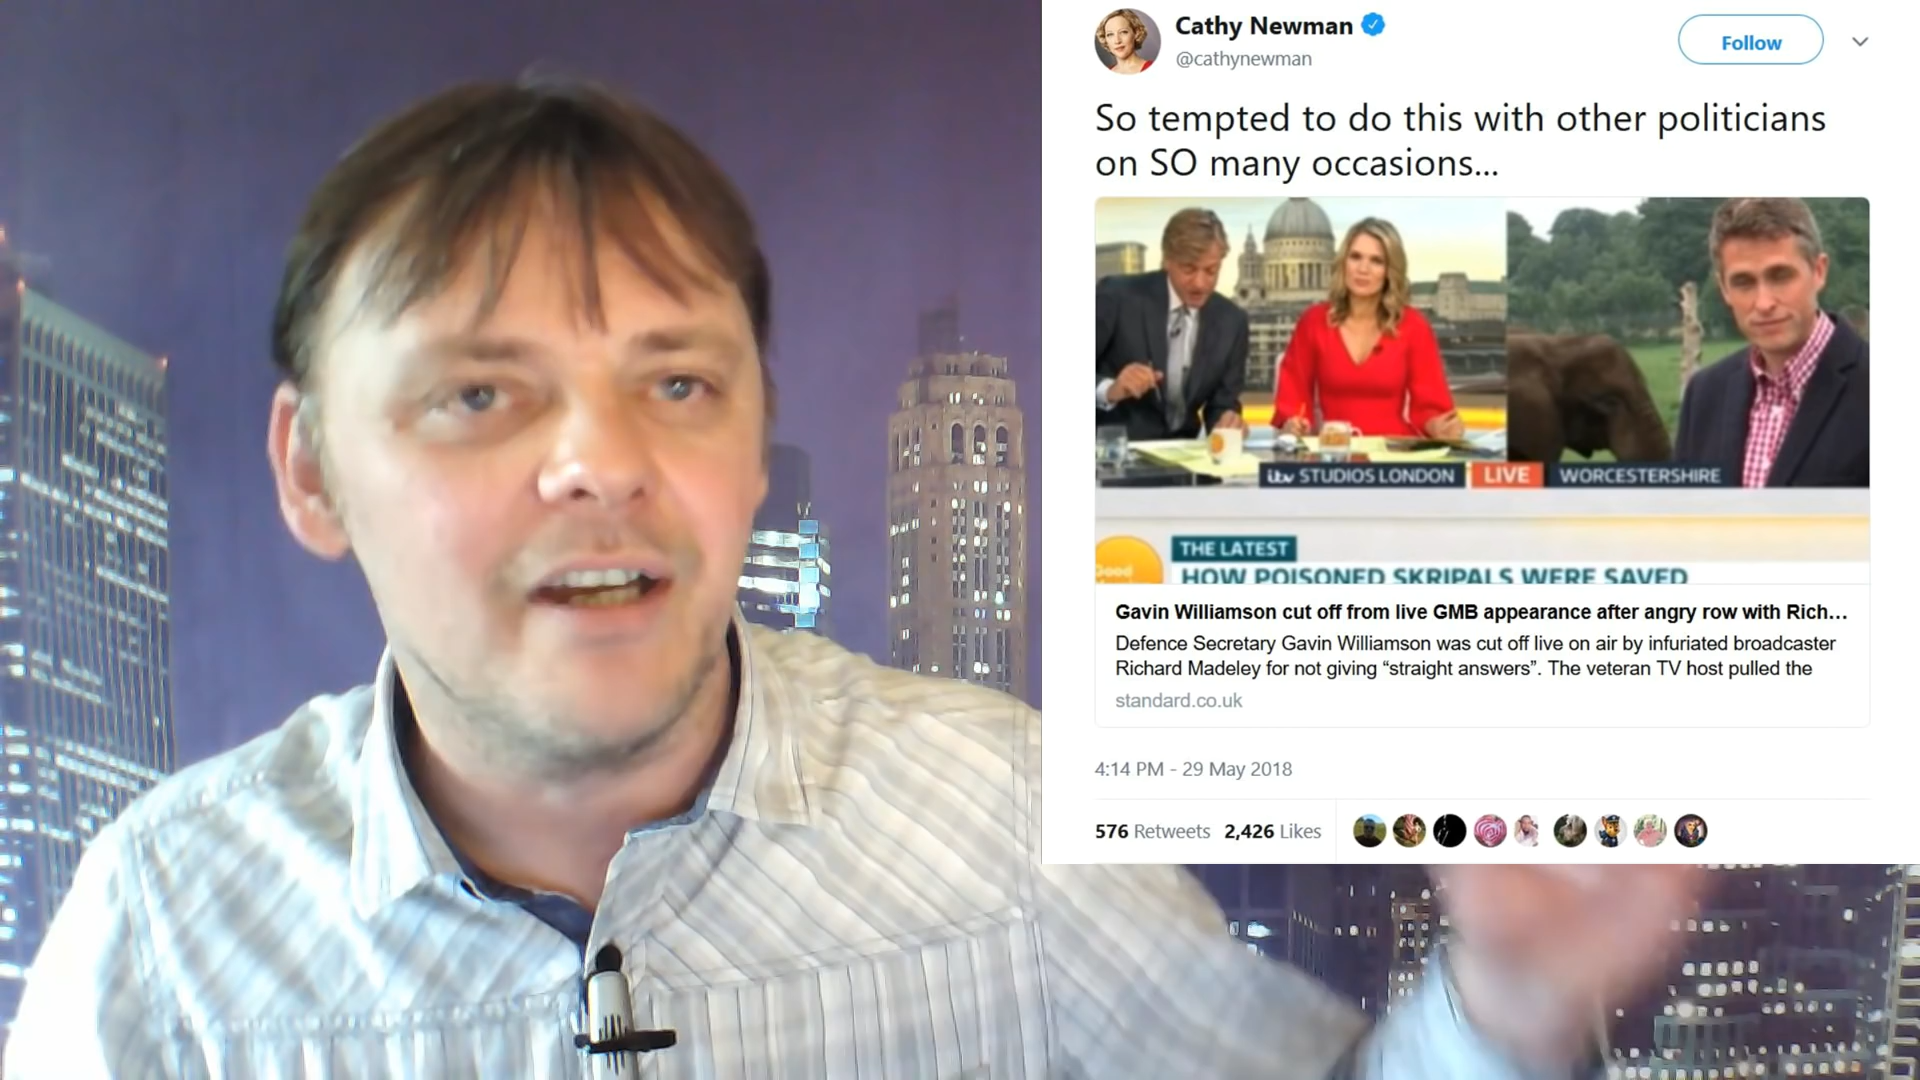 Cathy Newman
@cathynewman
Follow
So tempted to do this with other politicians
on SO many occasions...
itv STUDIOS LONDON LIVE WORCESTERSHIRE
THE LATEST
Good
HOW POISONED SKRIPALS WERE SAVED
Gavin Williamson cut off from live GMB appearance after angry row with Rich...
Defence Secretary Gavin Williamson was cut off live on air by infuriated broadcaster
Richard Madeley for not giving “straight answers”. The veteran TV host pulled the
standard.co.uk
4:14 PM - 29 May 2018
576 Retweets 2,426 Likes